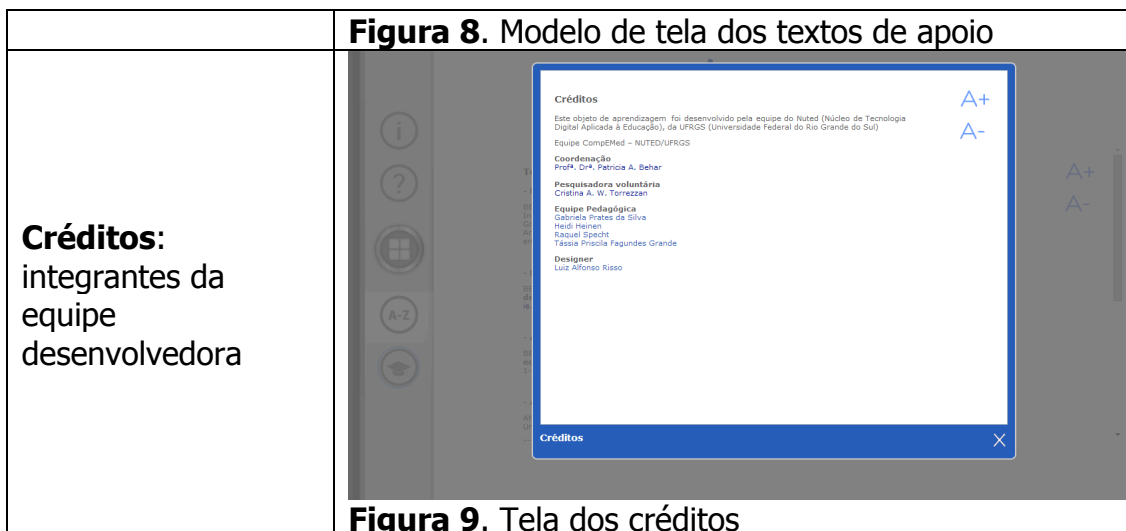 Figura 8. Modelo de tela dos textos de apoio
Créditos:
integrantes da
equipe
desenvolvedora
Créditos
Este objeto de aprendizagem foi desenvolvido pela equipe do Nuted (Núcleo de Tecnologia
Digital Aplicada à Educação), da UFRGS (Universidade Federal do Rio Grande do Sul)
Equipe CompEMed – NUTED/UFRGS
Coordenação
Profª. Drª. Patricia A. Behar
Pesquisadora voluntária
Cristina A. W. Torrezzan
Equipe Pedagógica
Gabriela Prates da Silva
Heidi Heinen
Raquel Specht
Tássia Priscila Fagundes Grande
Designer
Luiz Alfonso Risso
A+
A-
Créditos
X
i
?
A-Z
A+
A-
Figura 9. Tela dos créditos